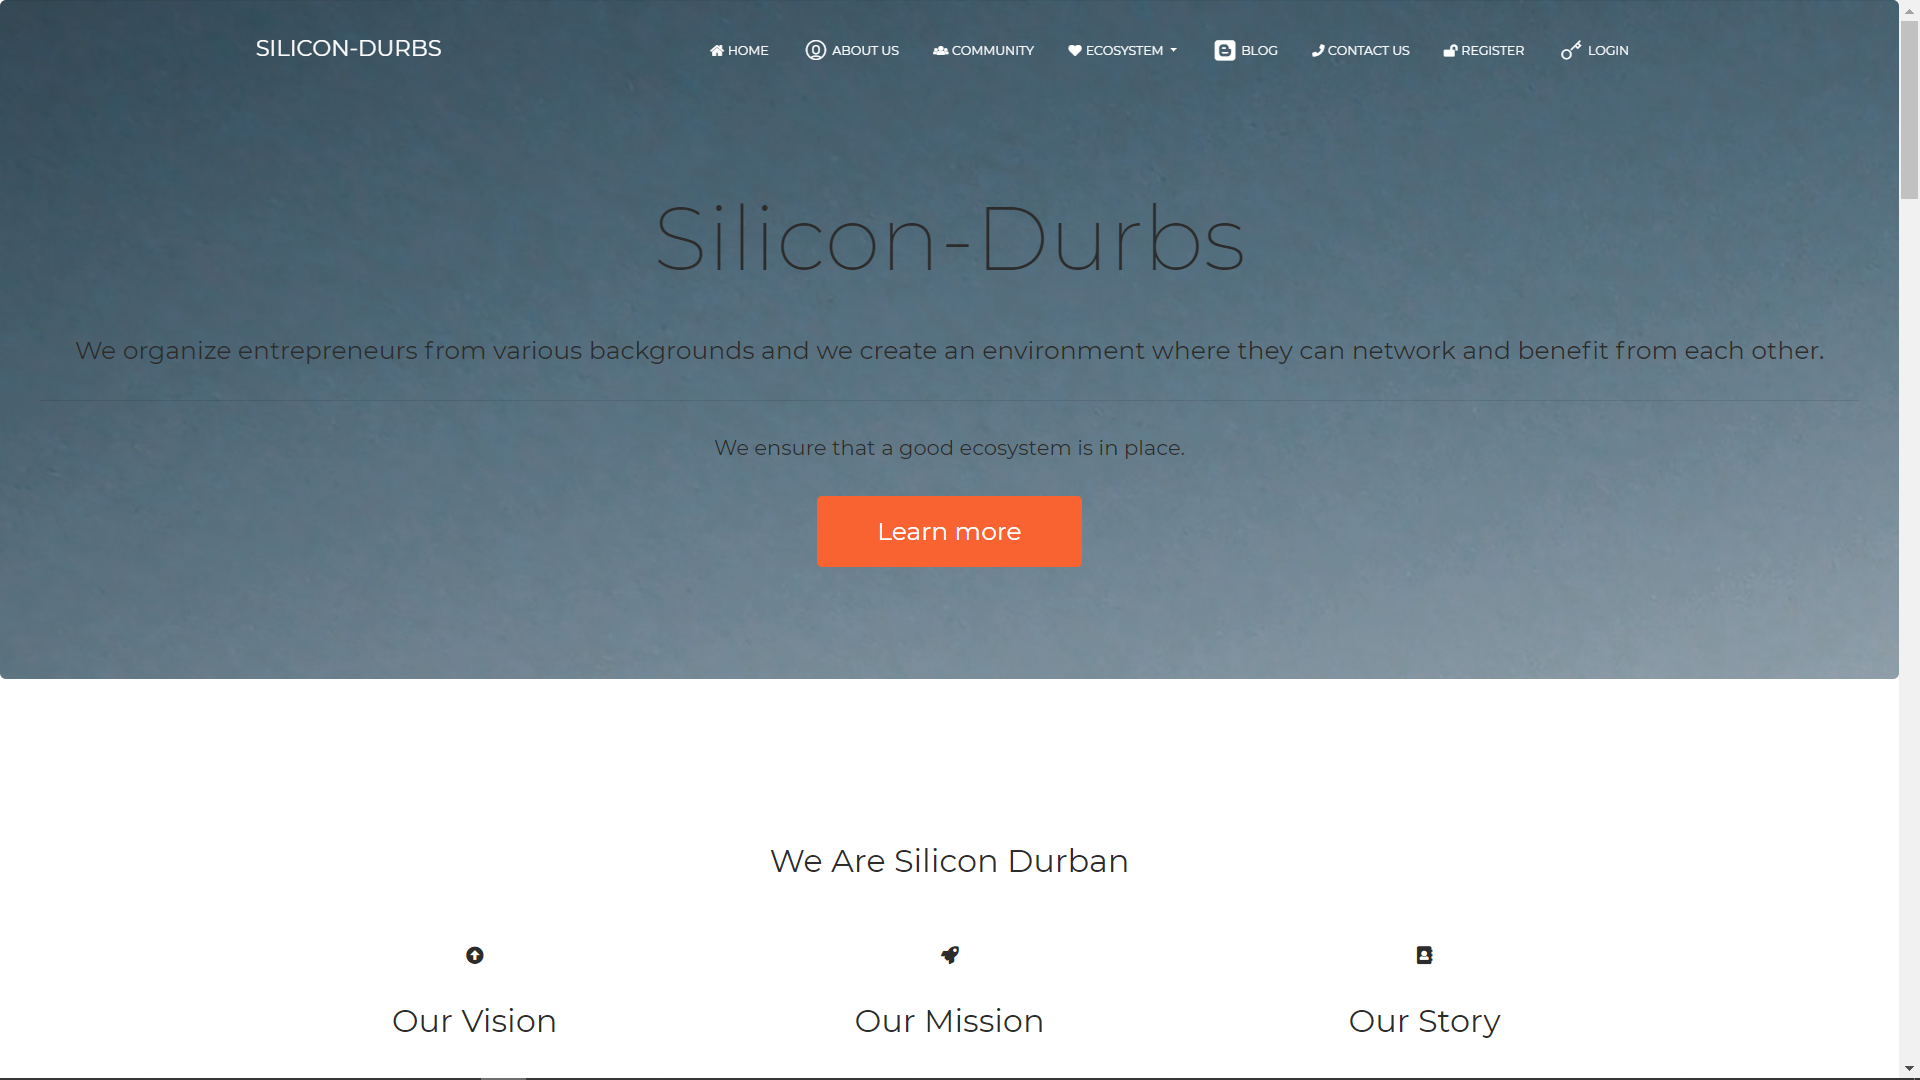 SILICON-DURBS
HOME ABOUT US COMMUNITY ECOSYSTEM BLOG CONTACT US REGISTER LOGIN
Silicon-Durbs
We organize entrepreneurs from various backgrounds and we create an environment where they can network and benefit from each other.
We ensure that a good ecosystem is in place.
Learn more
We Are Silicon Durban
Our Vision
Our Mission
Our Story